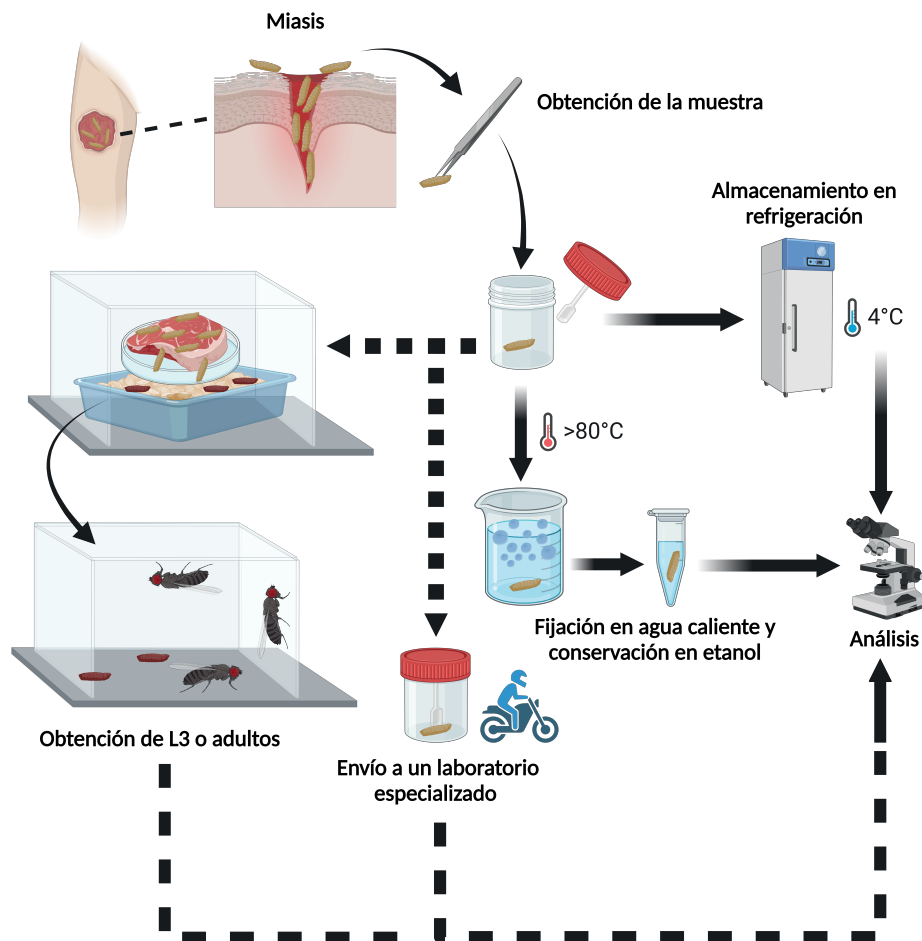 Miasis
Obtención de la muestra
Almacenamiento en
refrigeración
4°C
>80°C
Fijación en agua caliente y
conservación en etanol
Análisis
Obtención de L3 o adultos
Envío a un laboratorio
especializado